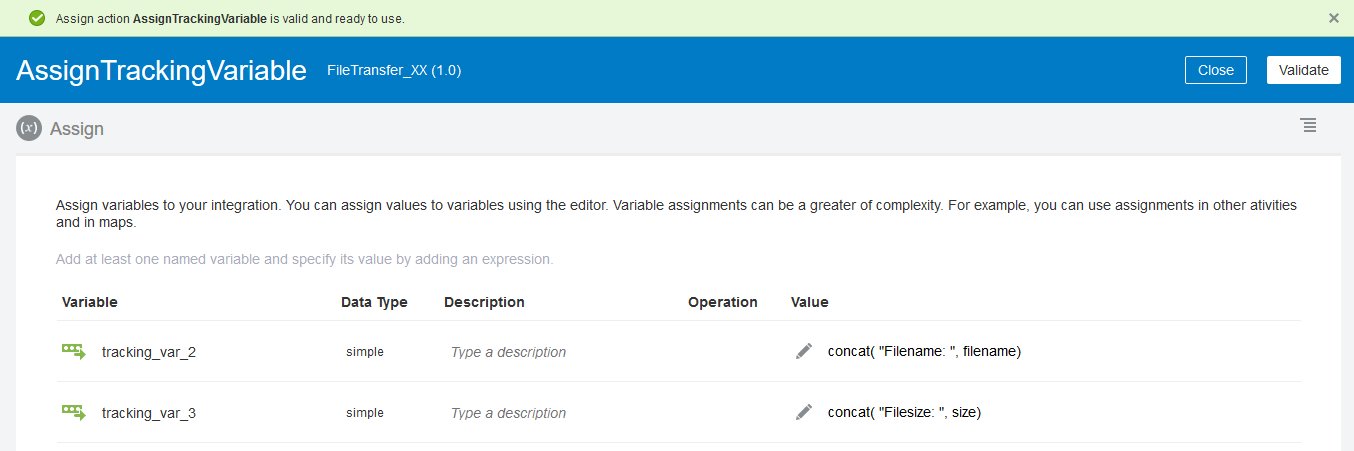 Assign action AssignTrackingVariable is valid and ready to use.
AssignTrackingVariable FileTransfer_XX (1.0) Close Validate
(x) Assign
Assign variables to your integration. You can assign values to variables using the editor. Variable assignments can be a greater of complexity. For example, you can use assignments in other ativities
and in maps.
Add at least one named variable and specify its value by adding an expression.
Variable Data Type Description Operation Value
tracking_var_2 simple Type a description concat( "Filename: ", filename)
tracking_var_3 simple Type a description concat( "Filesize: ", size)